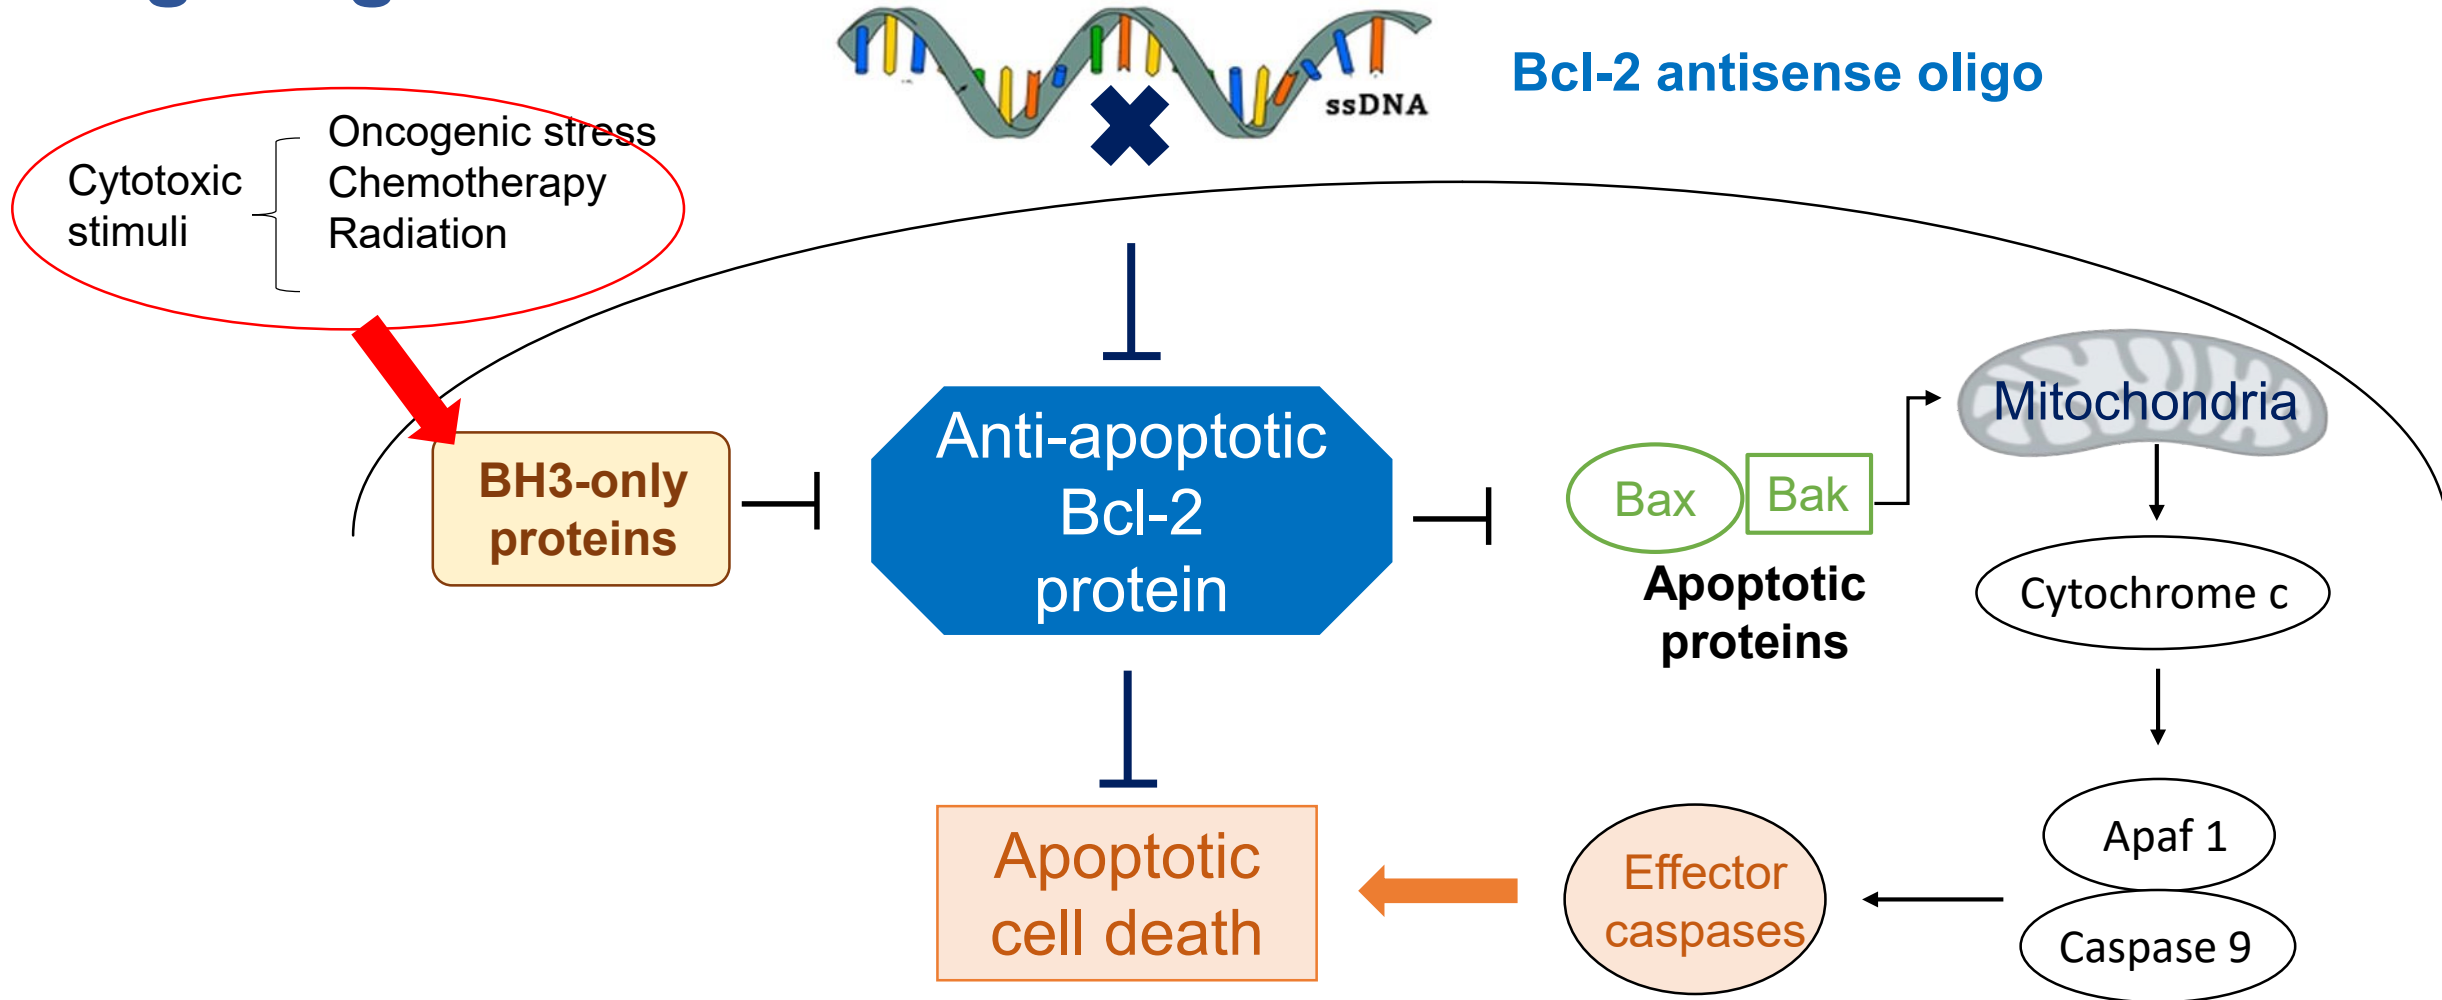 ssDNA
Bcl-2 antisense oligo
Cytotoxic
stimuli
Oncogenic stress
Chemotherapy
Radiation
BH3-only
proteins
Anti-apoptotic
Bcl-2
protein
Bax
Bak
Apoptotic
proteins
Mitochondria
Cytochrome c
Apaf 1
Caspase 9
Effector
caspases
Apoptotic
cell death